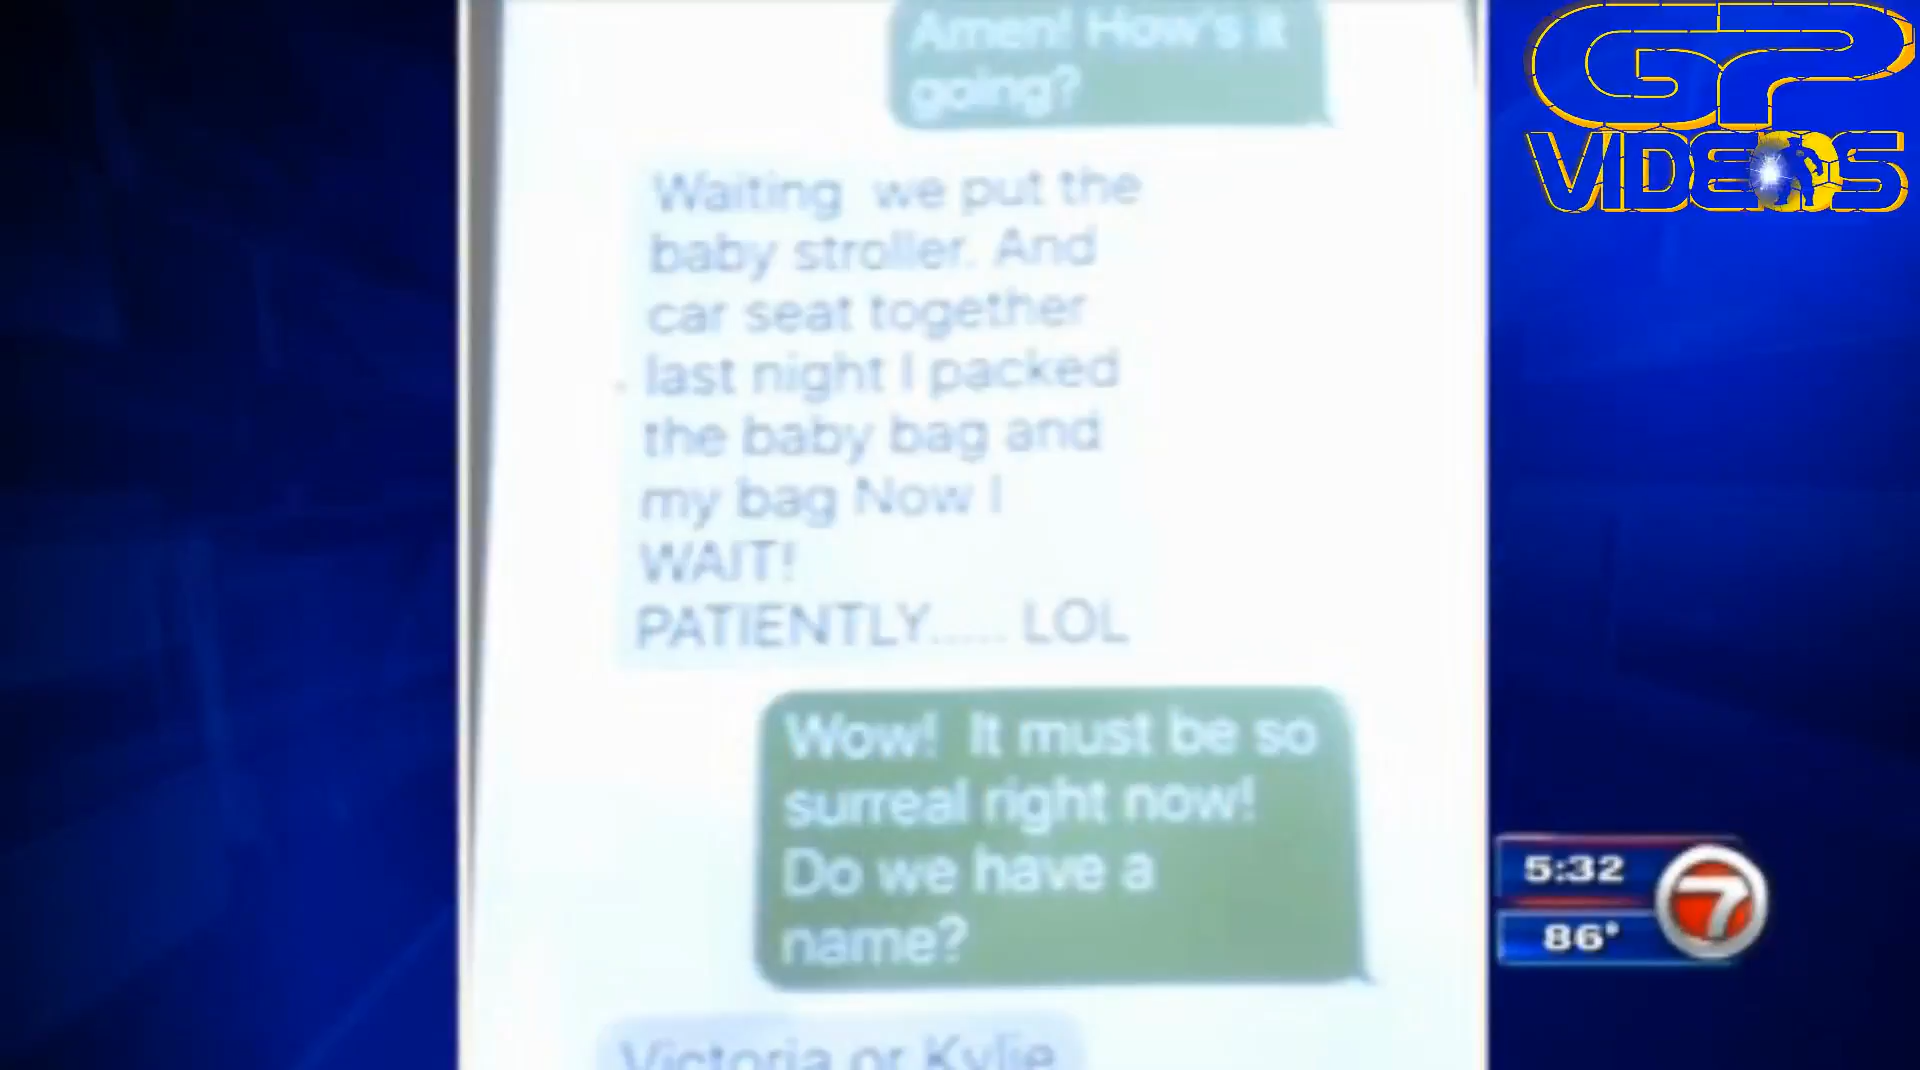 Amen! How's it
going?
Waiting we put the
baby stroller. And
car seat together
last night I packed
the baby bag and
my bag Now I
WAIT!
PATIENTLY..... LOL
Wow! It must be so
surreal right now!
Do we have a
name?
Victoria or Kylie
GP
VIDEOS
5:32
86°
7